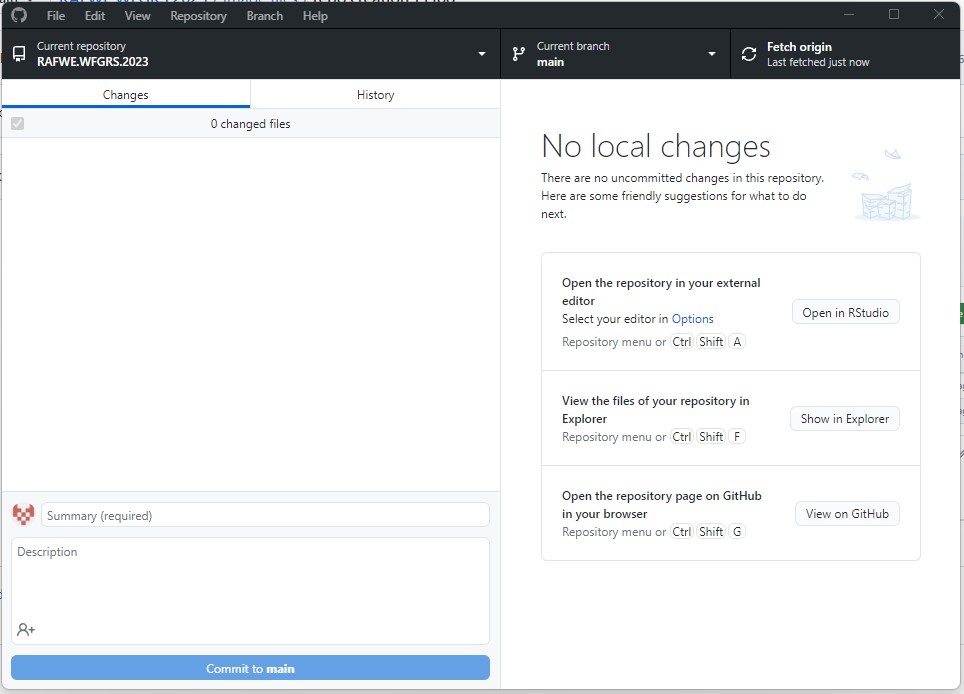 File Edit View Repository Branch Help
Current repository
RAFWE.WFGRS.2023
Current branch
main
Fetch origin
Last fetched just now
Changes
History
0 changed files
No local changes
There are no uncommitted changes in this repository.
Here are some friendly suggestions for what to do
next.
Open the repository in your external
editor
Select your editor in Options
Repository menu or Ctrl Shift A
Open in RStudio
View the files of your repository in
Explorer
Repository menu or Ctrl Shift F
Show in Explorer
Open the repository page on GitHub
in your browser
Repository menu or Ctrl Shift G
View on GitHub
Summary (required)
Description
Commit to main